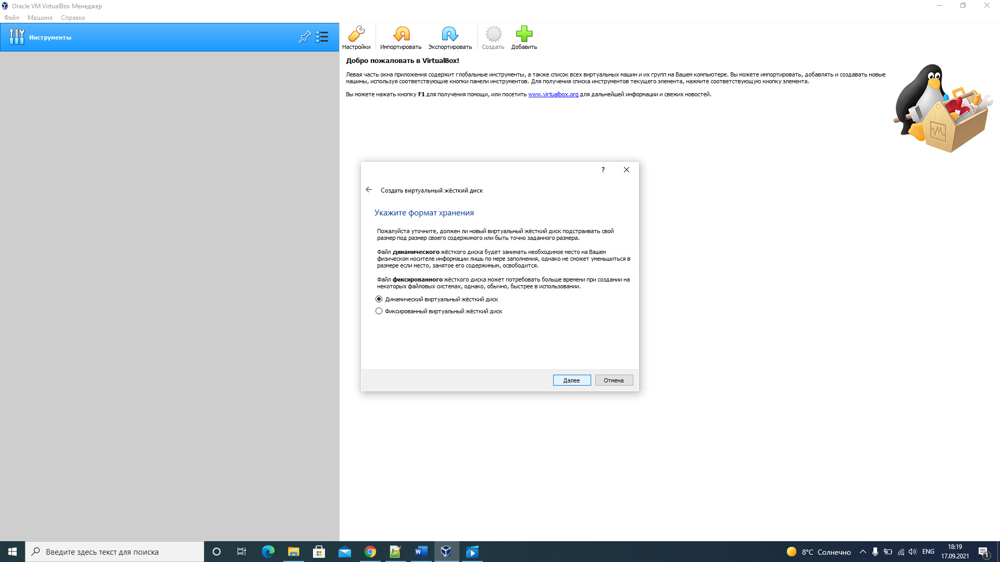 Oracle VM VirtualBox Менеджер
Файл Машина Справка
Инструменты
Настройки Импортировать Экспортировать Создать Добавить
Добро пожаловать в VirtualBox!
Левая часть окна приложения содержит глобальные инструменты, а также список всех виртуальных машин и их групп на Вашем компьютере. Вы можете импортировать, добавлять и создавать новые
машины, используя соответствующие кнопки панели инструментов. Для получения списка инструментов текущего элемента, нажмите соответствующую кнопку элемента.
Вы можете нажать кнопку F1 для получения помощи, или посетить www.virtualbox.org для дальнейшей информации и свежих новостей.
?
Создать виртуальный жёсткий диск
Укажите формат хранения
Пожалуйста уточните, должен ли новый виртуальный жёсткий диск подстраивать свой
размер под размер своего содержимого или быть точно заданного размера.
Файл динамического жёсткого диска будет занимать необходимое место на Вашем
физическом носителе информации лишь по мере заполнения, однако не сможет уменьшиться в
размере если место, занятое его содержимым, освободится.
Файл фиксированного жёсткого диска может потребовать больше времени при создании на
некоторых файловых системах, однако, обычно, быстрее в использовании.
Динамический виртуальный жёсткий диск
Фиксированный виртуальный жёсткий диск
Далее Отмена
Введите здесь текст для поиска
8°C Солнечно
ENG
18:19
17.09.2021
1